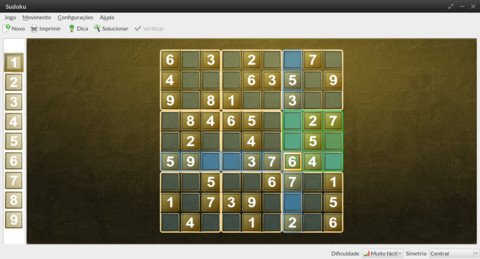 Sudoku
Jogo Movimento Configurações Ajuda
Novo Imprimir Dica Solucionar Verificar
1
2
3
4
5
6
7
8
9
6 3 2 7
4 6 3 5 9
9 8 1 3
8 4 6 5 2 7
2 4 5
5 9 3 7 6 4
5 6 7 1
1 7 3 9 5
4 1 2 6
Dificuldade Muito fácil Simetria Central